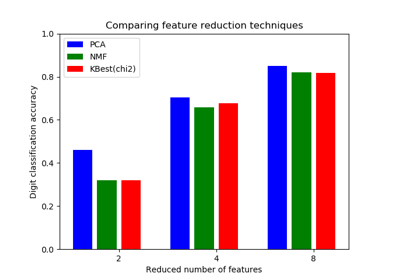 Comparing feature reduction techniques
PCA
NMF
KBest(chi2)
Digit classification accuracy
1.0
0.8
0.6
0.4
0.2
0.0
2 4 8
Reduced number of features